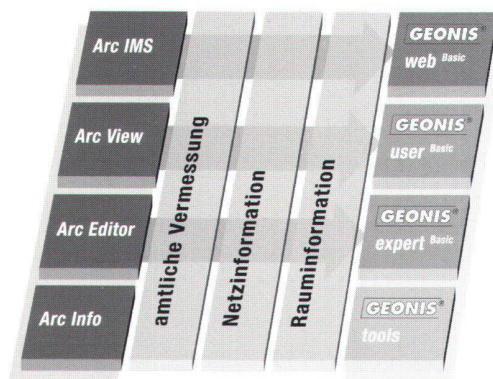 Arc IMS
Arc View
Arc Editor
Arc Info
amtliche Vermessung
Netzinformation
Rauminformation
GEONIS®
web Basic
GEONIS®
user Basic
GEONIS®
expert Basic
GEONIS®
tools